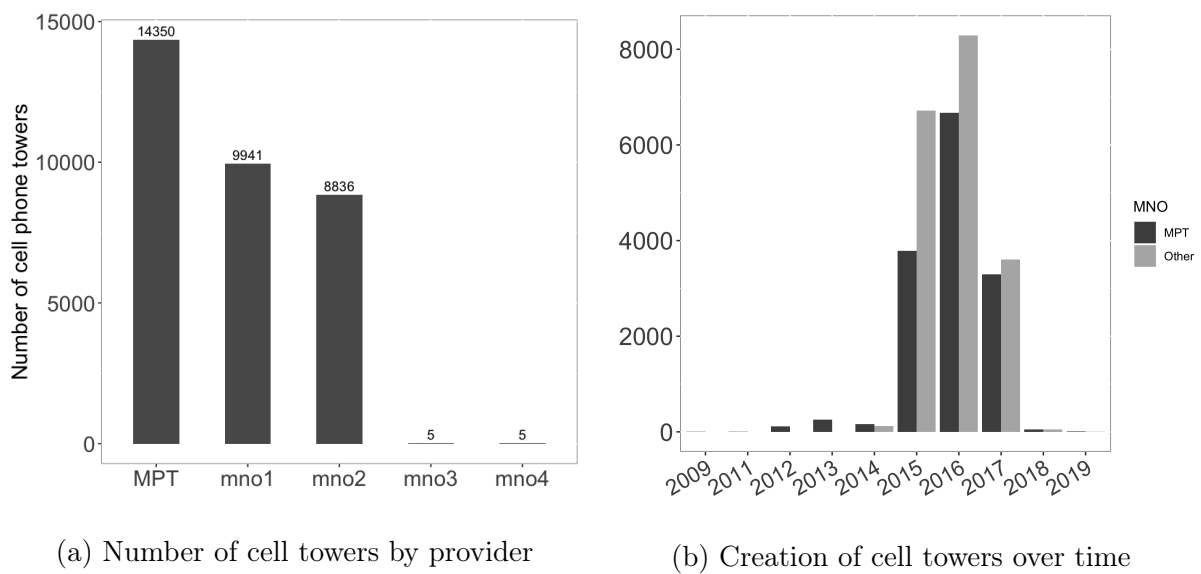 Number of cell phone towers
15000
10000
5000
0
14350
9941
8836
5
5
MPT mno1 mno2 mno3 mno4
(a) Number of cell towers by provider
8000
6000
4000
2000
0
2009 2011 2012 2013 2014 2015 2016 2017 2018 2019
MNO
MPT
Other
(b) Creation of cell towers over time